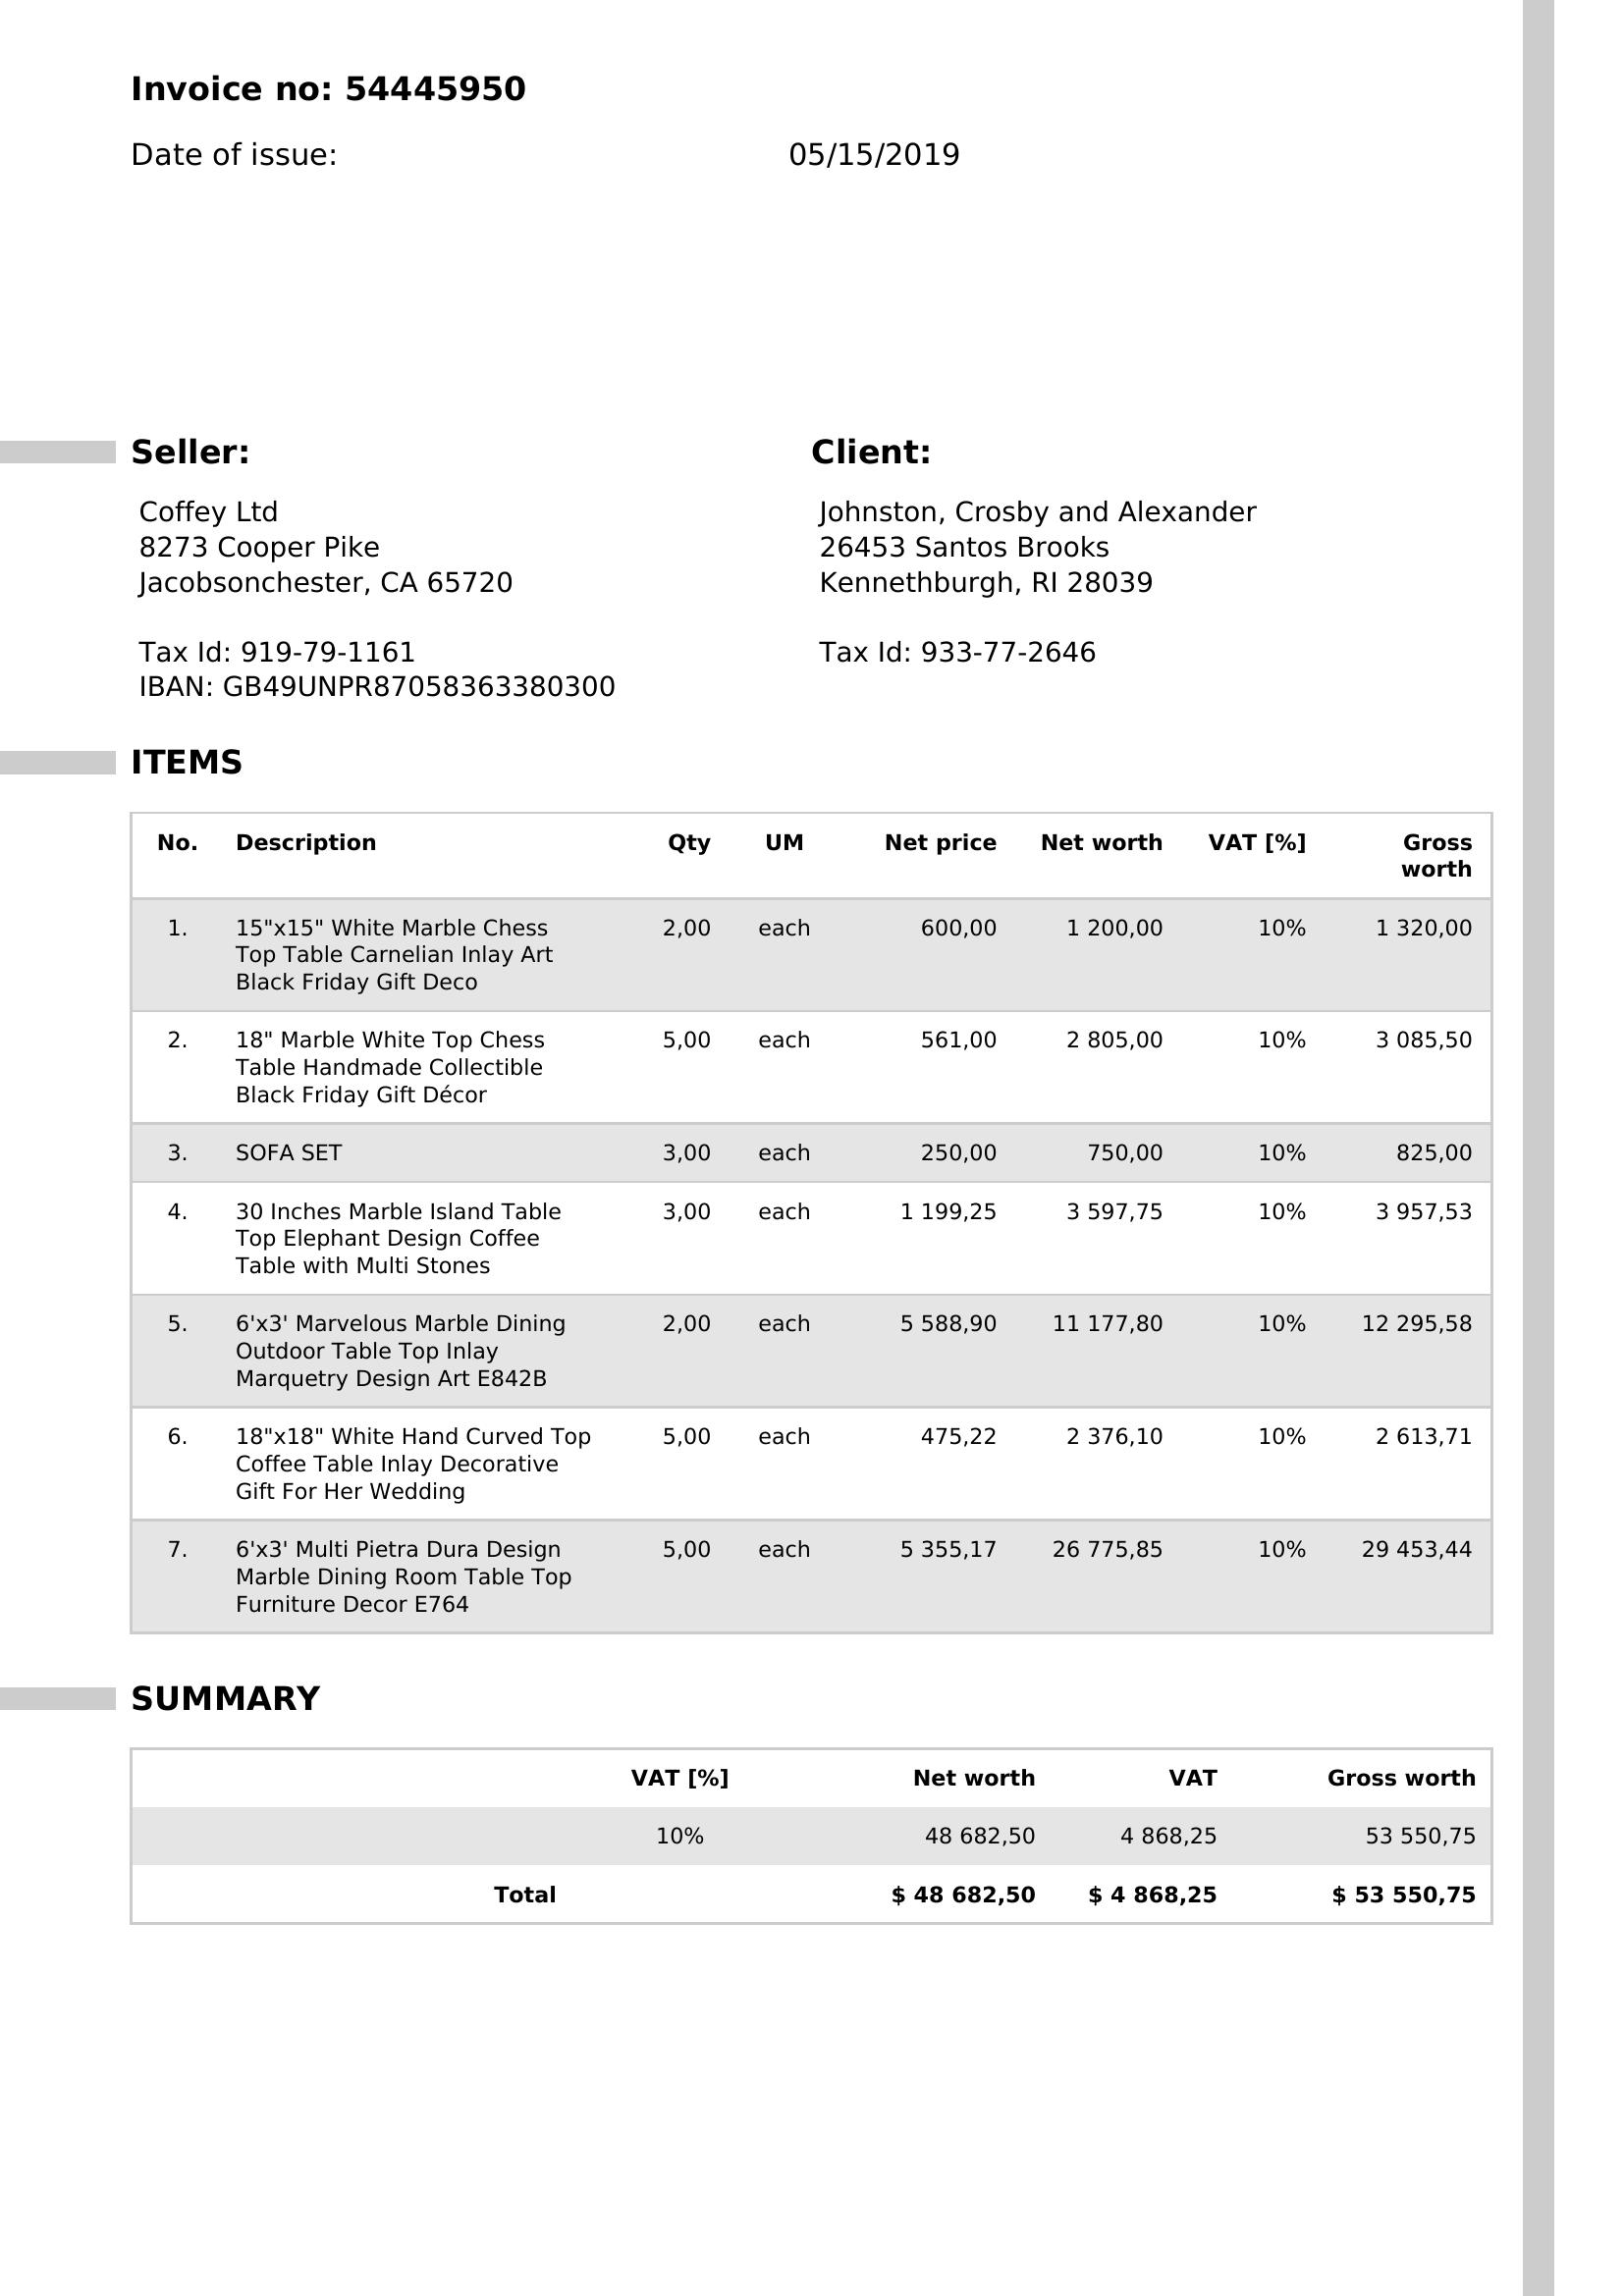 Invoice no: 54445950
Date of issue: 05/15/2019
Seller:
Coffey Ltd
8273 Cooper Pike
Jacobsonchester, CA 65720
Tax Id: 919-79-1161
IBAN: GB49UNPR87058363380300
Client:
Johnston, Crosby and Alexander
26453 Santos Brooks
Kennethburgh, RI 28039
Tax Id: 933-77-2646
ITEMS
No. Description Qty UM Net price Net worth VAT [%] Gross
worth
1. 15"x15" White Marble Chess 2,00 each 600,00 1 200,00 10% 1 320,00
Top Table Carnelian Inlay Art
Black Friday Gift Deco
2. 18" Marble White Top Chess 5,00 each 561,00 2 805,00 10% 3 085,50
Table Handmade Collectible
Black Friday Gift Décor
3. SOFA SET 3,00 each 250,00 750,00 10% 825,00
4. 30 Inches Marble Island Table 3,00 each 1 199,25 3 597,75 10% 3 957,53
Top Elephant Design Coffee
Table with Multi Stones
5. 6'x3' Marvelous Marble Dining 2,00 each 5 588,90 11 177,80 10% 12 295,58
Outdoor Table Top Inlay
Marquetry Design Art E842B
6. 18"x18" White Hand Curved Top 5,00 each 475,22 2 376,10 10% 2 613,71
Coffee Table Inlay Decorative
Gift For Her Wedding
7. 6'x3' Multi Pietra Dura Design 5,00 each 5 355,17 26 775,85 10% 29 453,44
Marble Dining Room Table Top
Furniture Decor E764
SUMMARY
VAT [%] Net worth VAT Gross worth
10% 48 682,50 4 868,25 53 550,75
Total $ 48 682,50 $ 4 868,25 $ 53 550,75